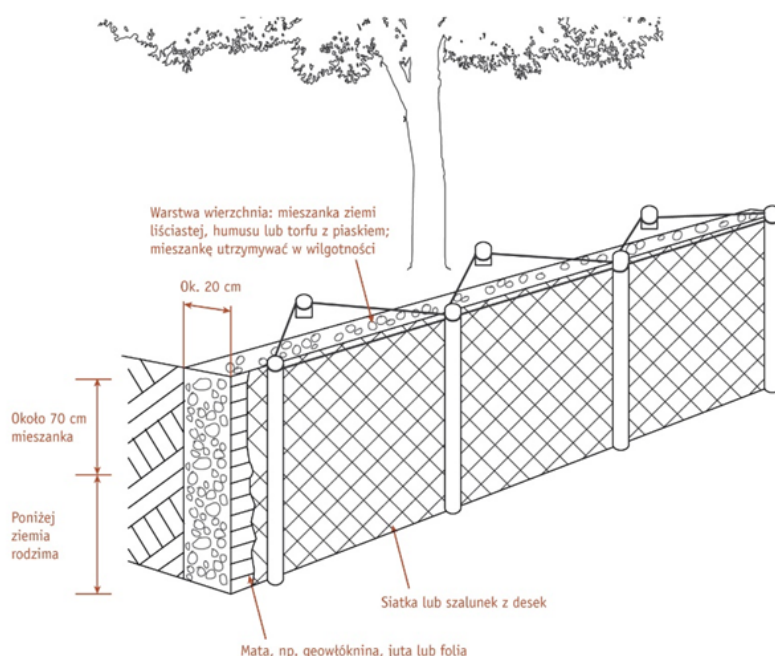 Warstwa wierzchnia: mieszanka ziemi
liściastej, humusu lub torfu z piaskiem;
mieszankę utrzymywać w wilgotności
Ok. 20 cm
Około 70 cm
mieszanka
Poniżej
ziemia
rodzima
Siatka lub szalunek z desek
Mata, np. geowłóknina, juta lub folia